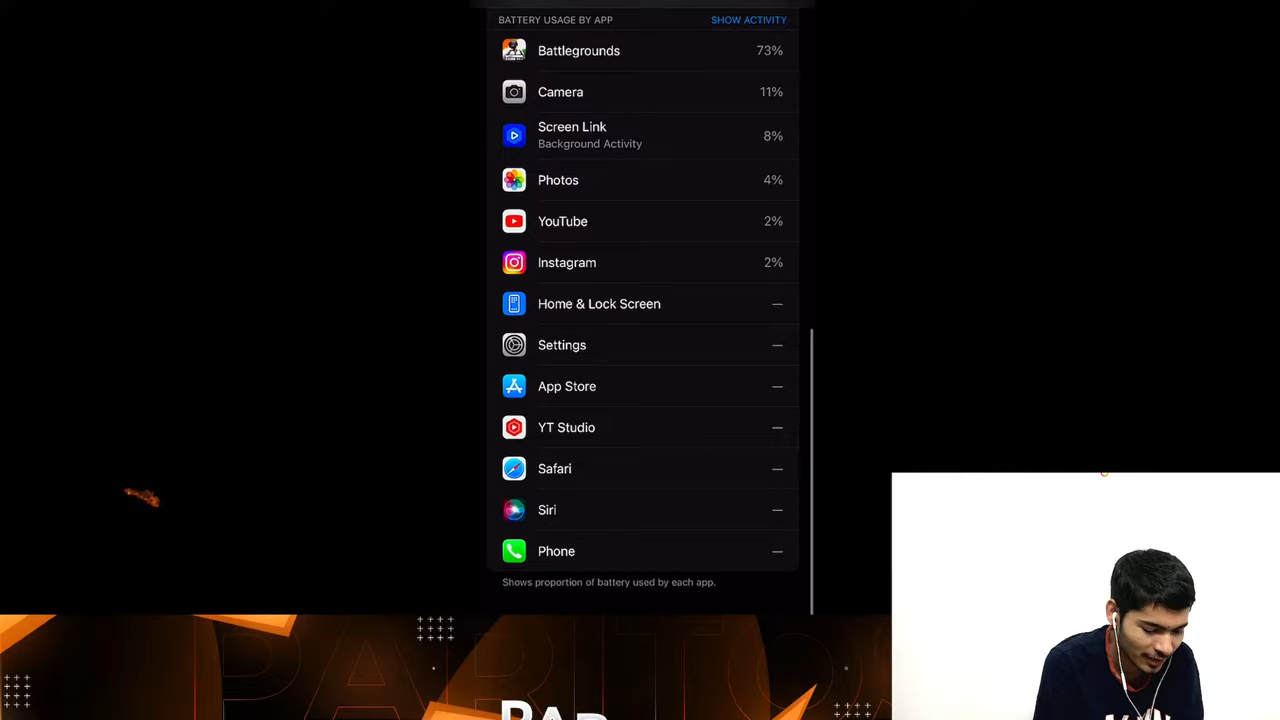 BATTERY USAGE BY APP SHOW ACTIVITY
Battlegrounds 73%
Camera 11%
Screen Link
Background Activity 8%
Photos 4%
YouTube 2%
Instagram 2%
Home & Lock Screen —
Settings —
App Store —
YT Studio —
Safari —
Siri —
Phone —
Shows proportion of battery used by each app.